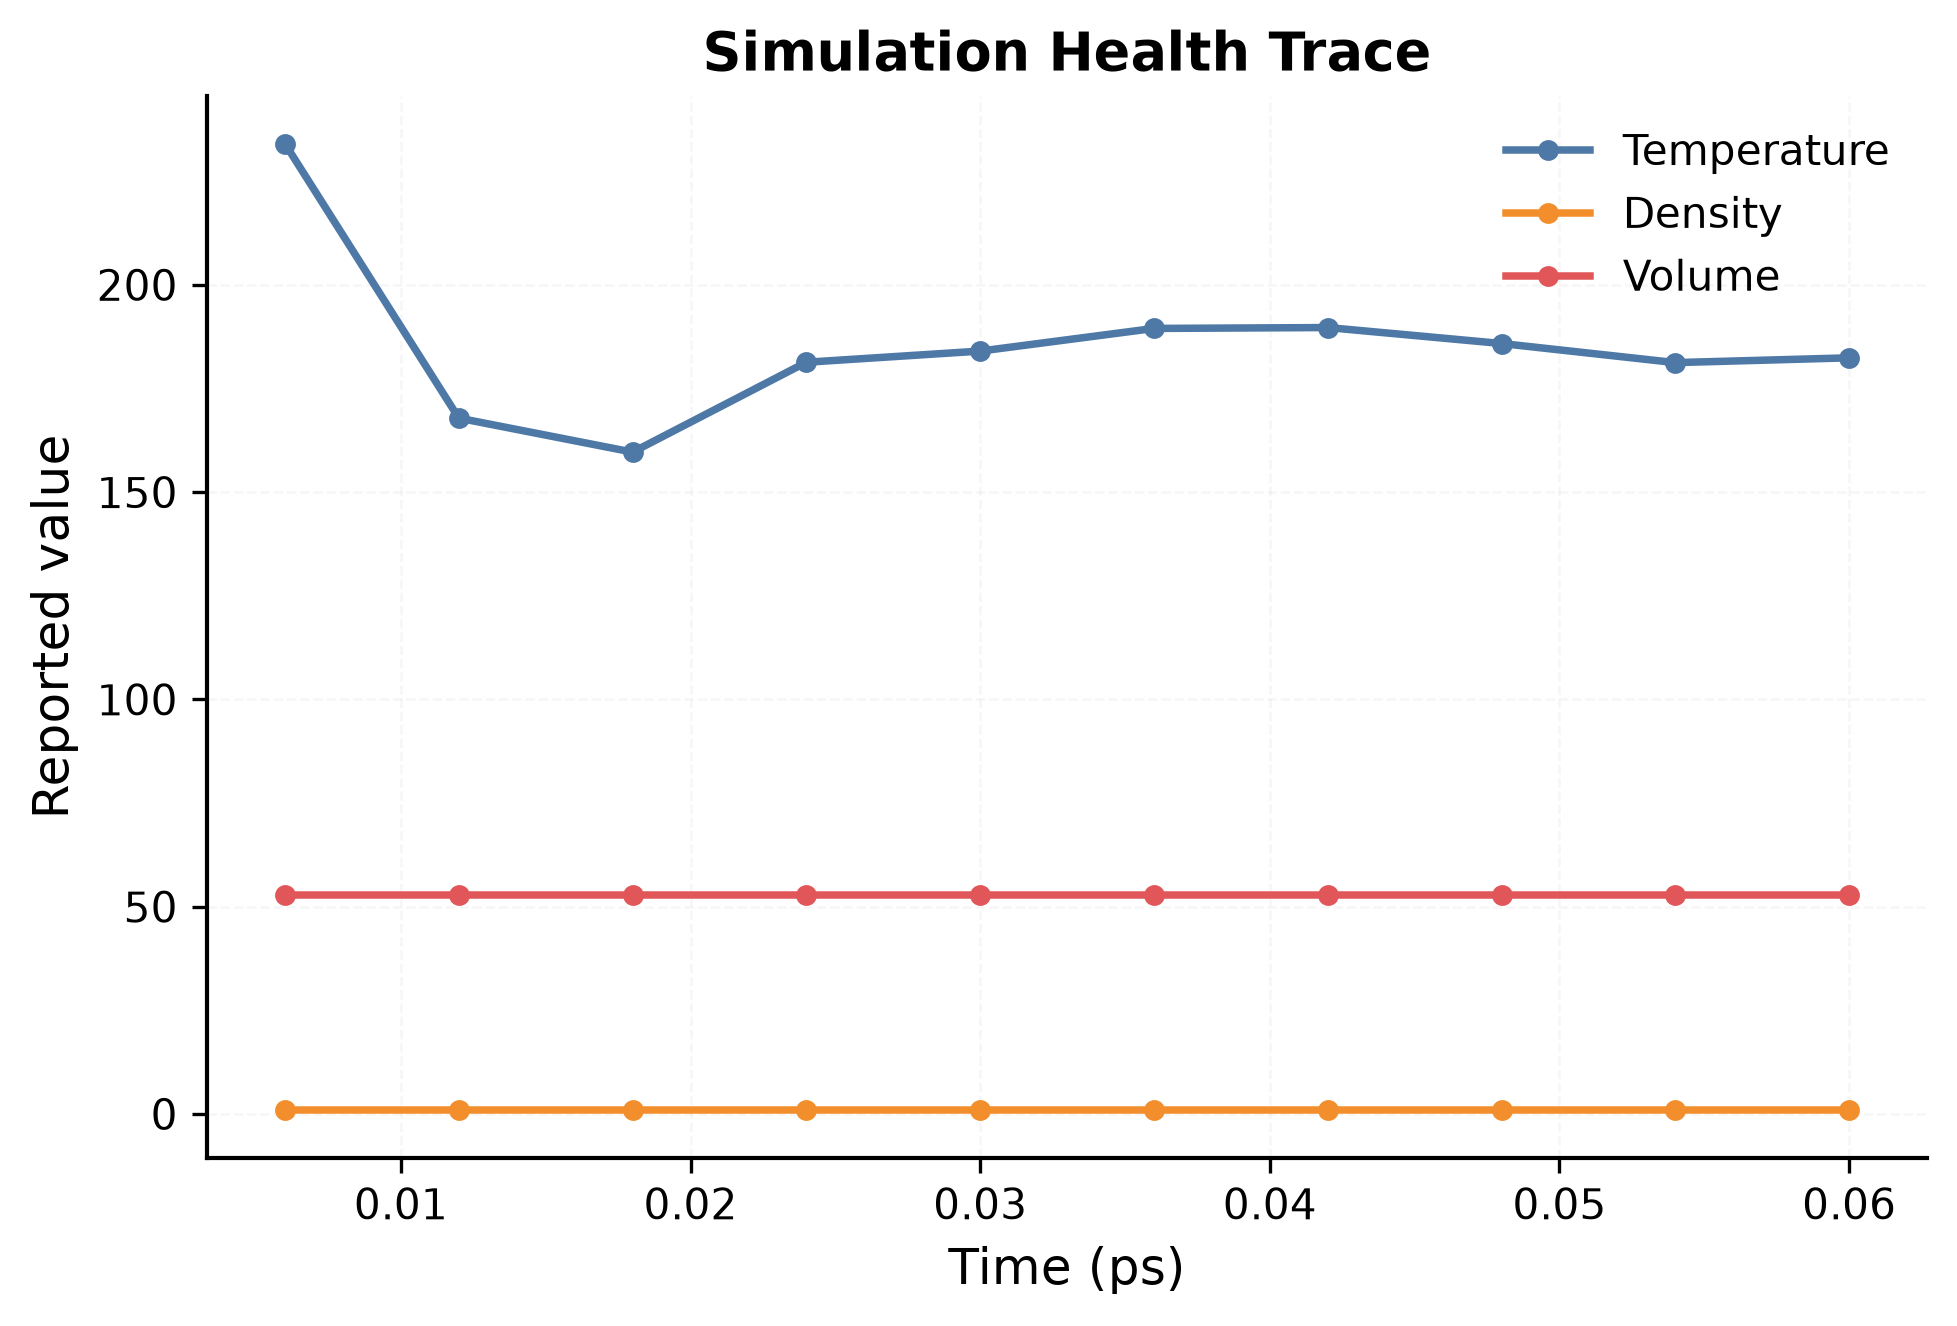 Simulation Health Trace
Temperature
Density
Volume
Reported value
200
150
100
50
0
0.01 0.02 0.03 0.04 0.05 0.06
Time (ps)